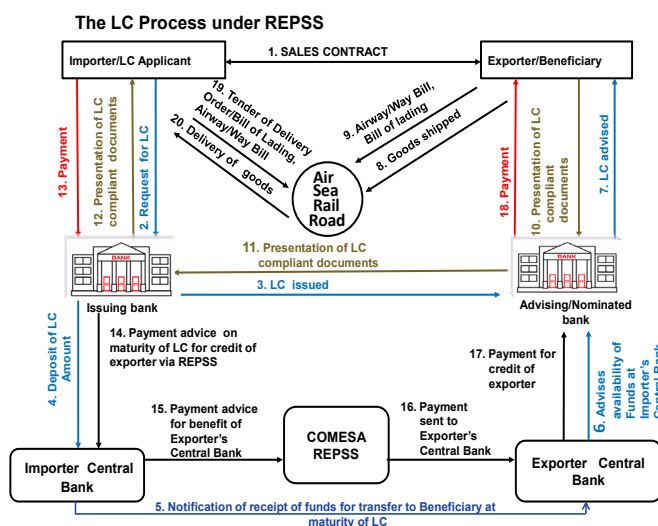 The LC Process under REPSS
Importer/LC Applicant
1. SALES CONTRACT
Exporter/Beneficiary
13. Payment
12. Presentation of LC
compliant documents
2. Request for LC
19. Tender of Delivery
Order/Bill of Lading,
Airway/Way Bill
20. Delivery of goods
9. Airway/Way Bill,
Bill of lading
8. Goods shipped
Air
Sea
Rail
Road
18. Payment
10. Presentation of LC
compliant
documents
7. LC advised
BANK
Issuing bank
11. Presentation of LC
compliant documents
3. LC issued
BANK
Advising/Nominated
bank
4. Deposit of LC
Amount
14. Payment advice on
maturity of LC for credit of
exporter via REPSS
17. Payment for
credit of
exporter
6. Advises
availability of
Funds at
Importer's
Central Bank
15. Payment advice
for benefit of
Exporter's
Central Bank
COMESA
REPSS
16. Payment
sent to
Exporter's
Central Bank
Importer Central
Bank
Exporter Central
Bank
5. Notification of receipt of funds for transfer to Beneficiary at
maturity of LC